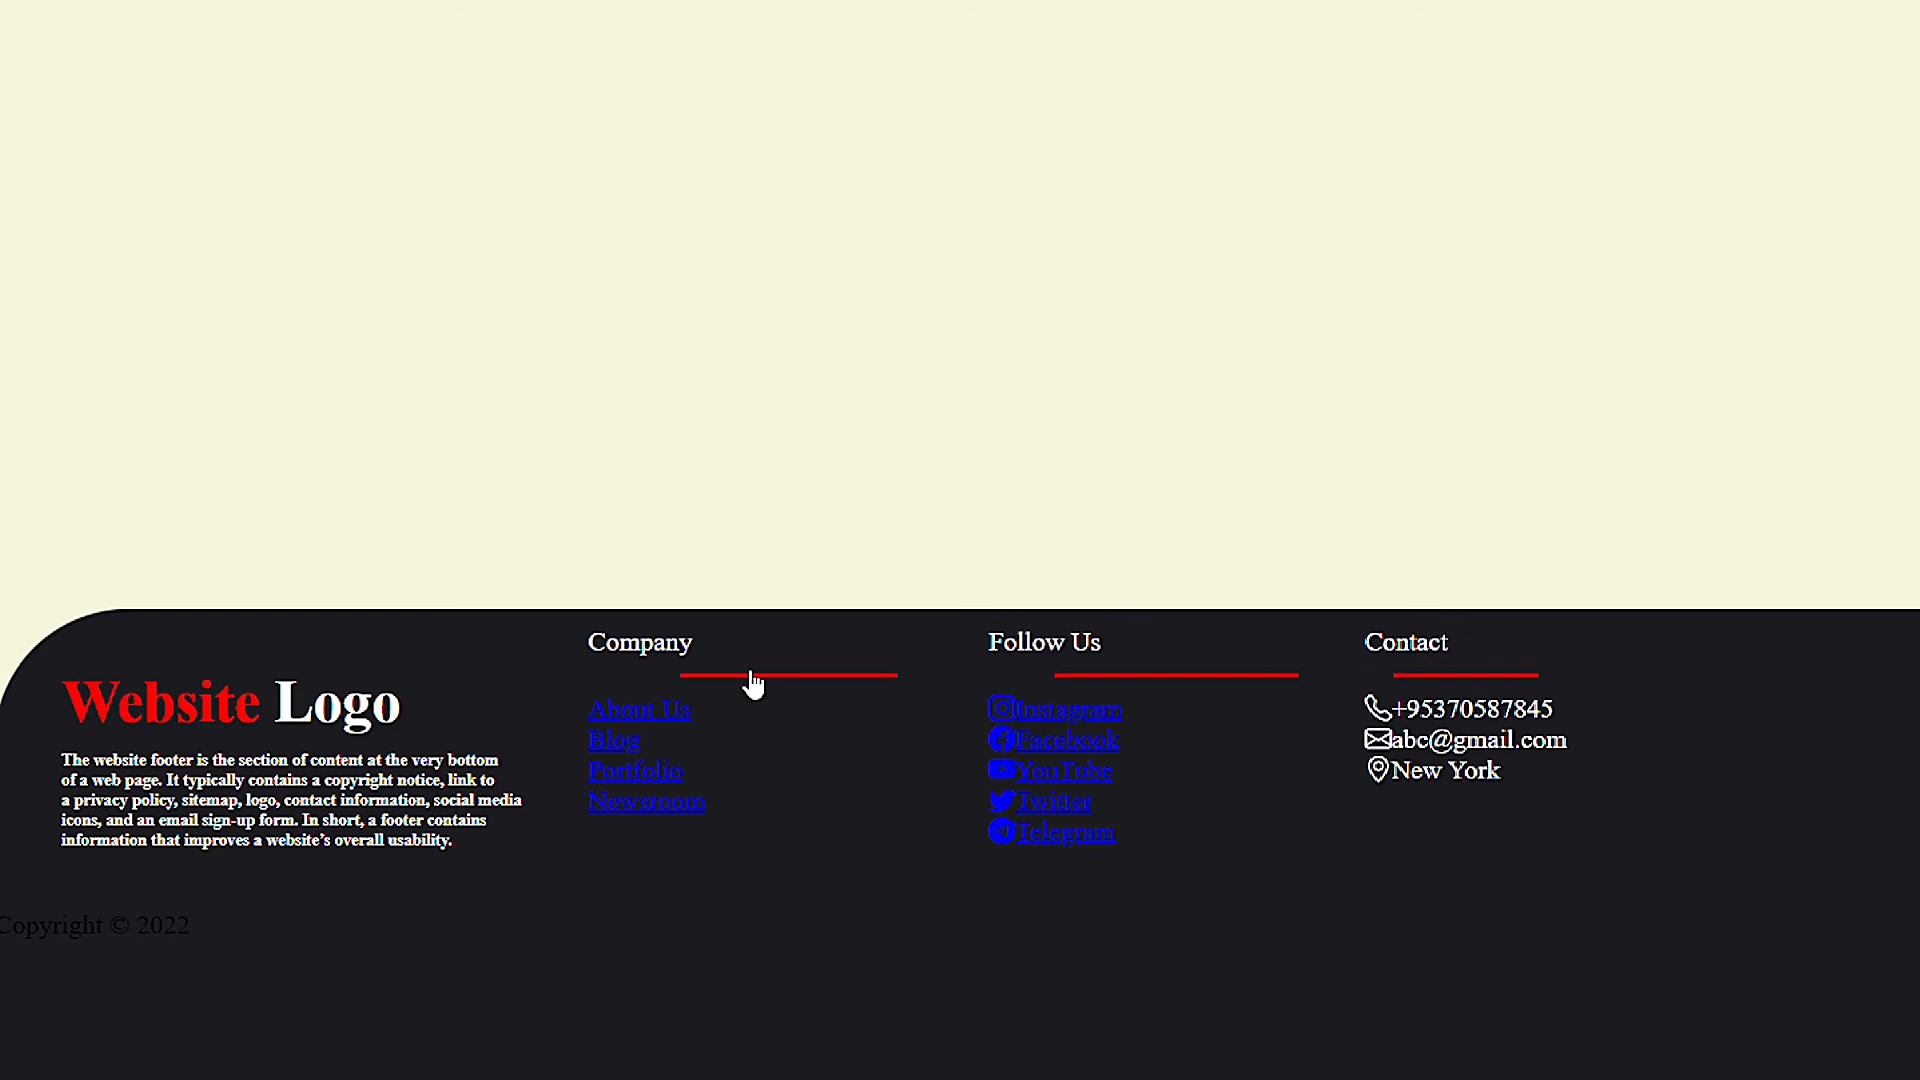 Website Logo
The website footer is the section of content at the very bottom
of a web page. It typically contains a copyright notice, link to
a privacy policy, sitemap, logo, contact information, social media
icons, and an email sign-up form. In short, a footer contains
information that improves a website’s overall usability.
Company
About Us
Blog
Portfolio
Newsroom
Follow Us
Instagram
Facebook
YouTube
Twitter
Telegram
Contact
+95370587845
abc@gmail.com
New York
Copyright © 2022